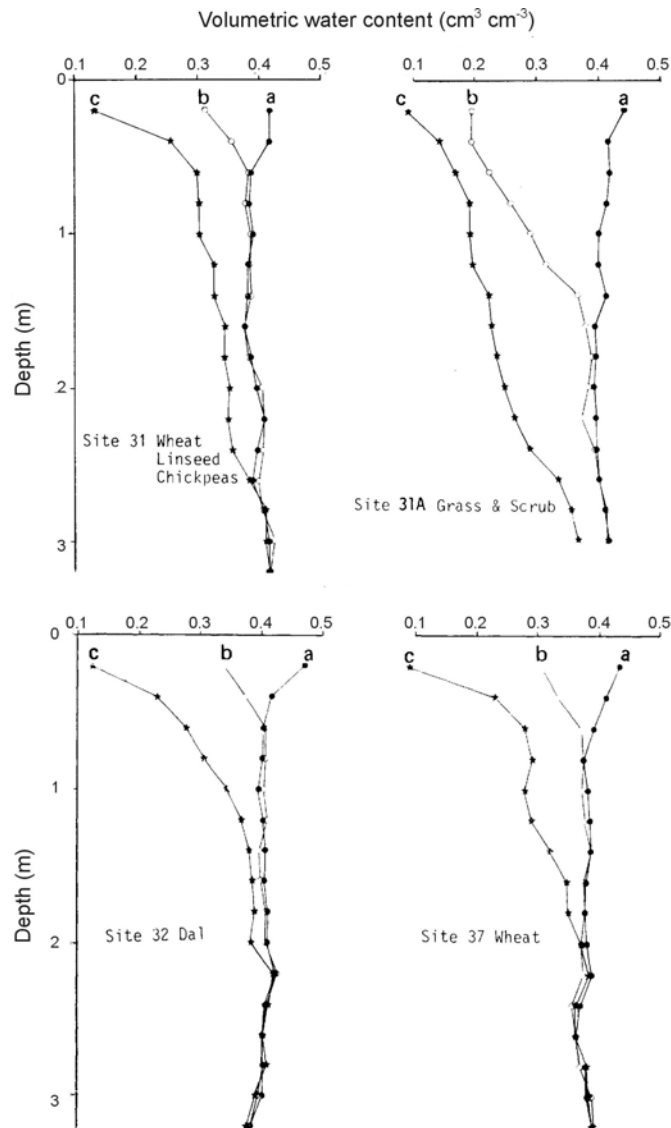 Volumetric water content (cm³ cm⁻³)
0.1 0.2 0.3 0.4 0.5
0.1 0.2 0.3 0.4 0.5
0
c b a
c b a
1
Depth (m)
2
Site 31 Wheat
Linseed
Chickpeas
Site 31A Grass & Scrub
3
0.1 0.2 0.3 0.4 0.5
0.1 0.2 0.3 0.4 0.5
0
c b a
c b a
1
Depth (m)
Site 32 Dal
Site 37 Wheat
2
3